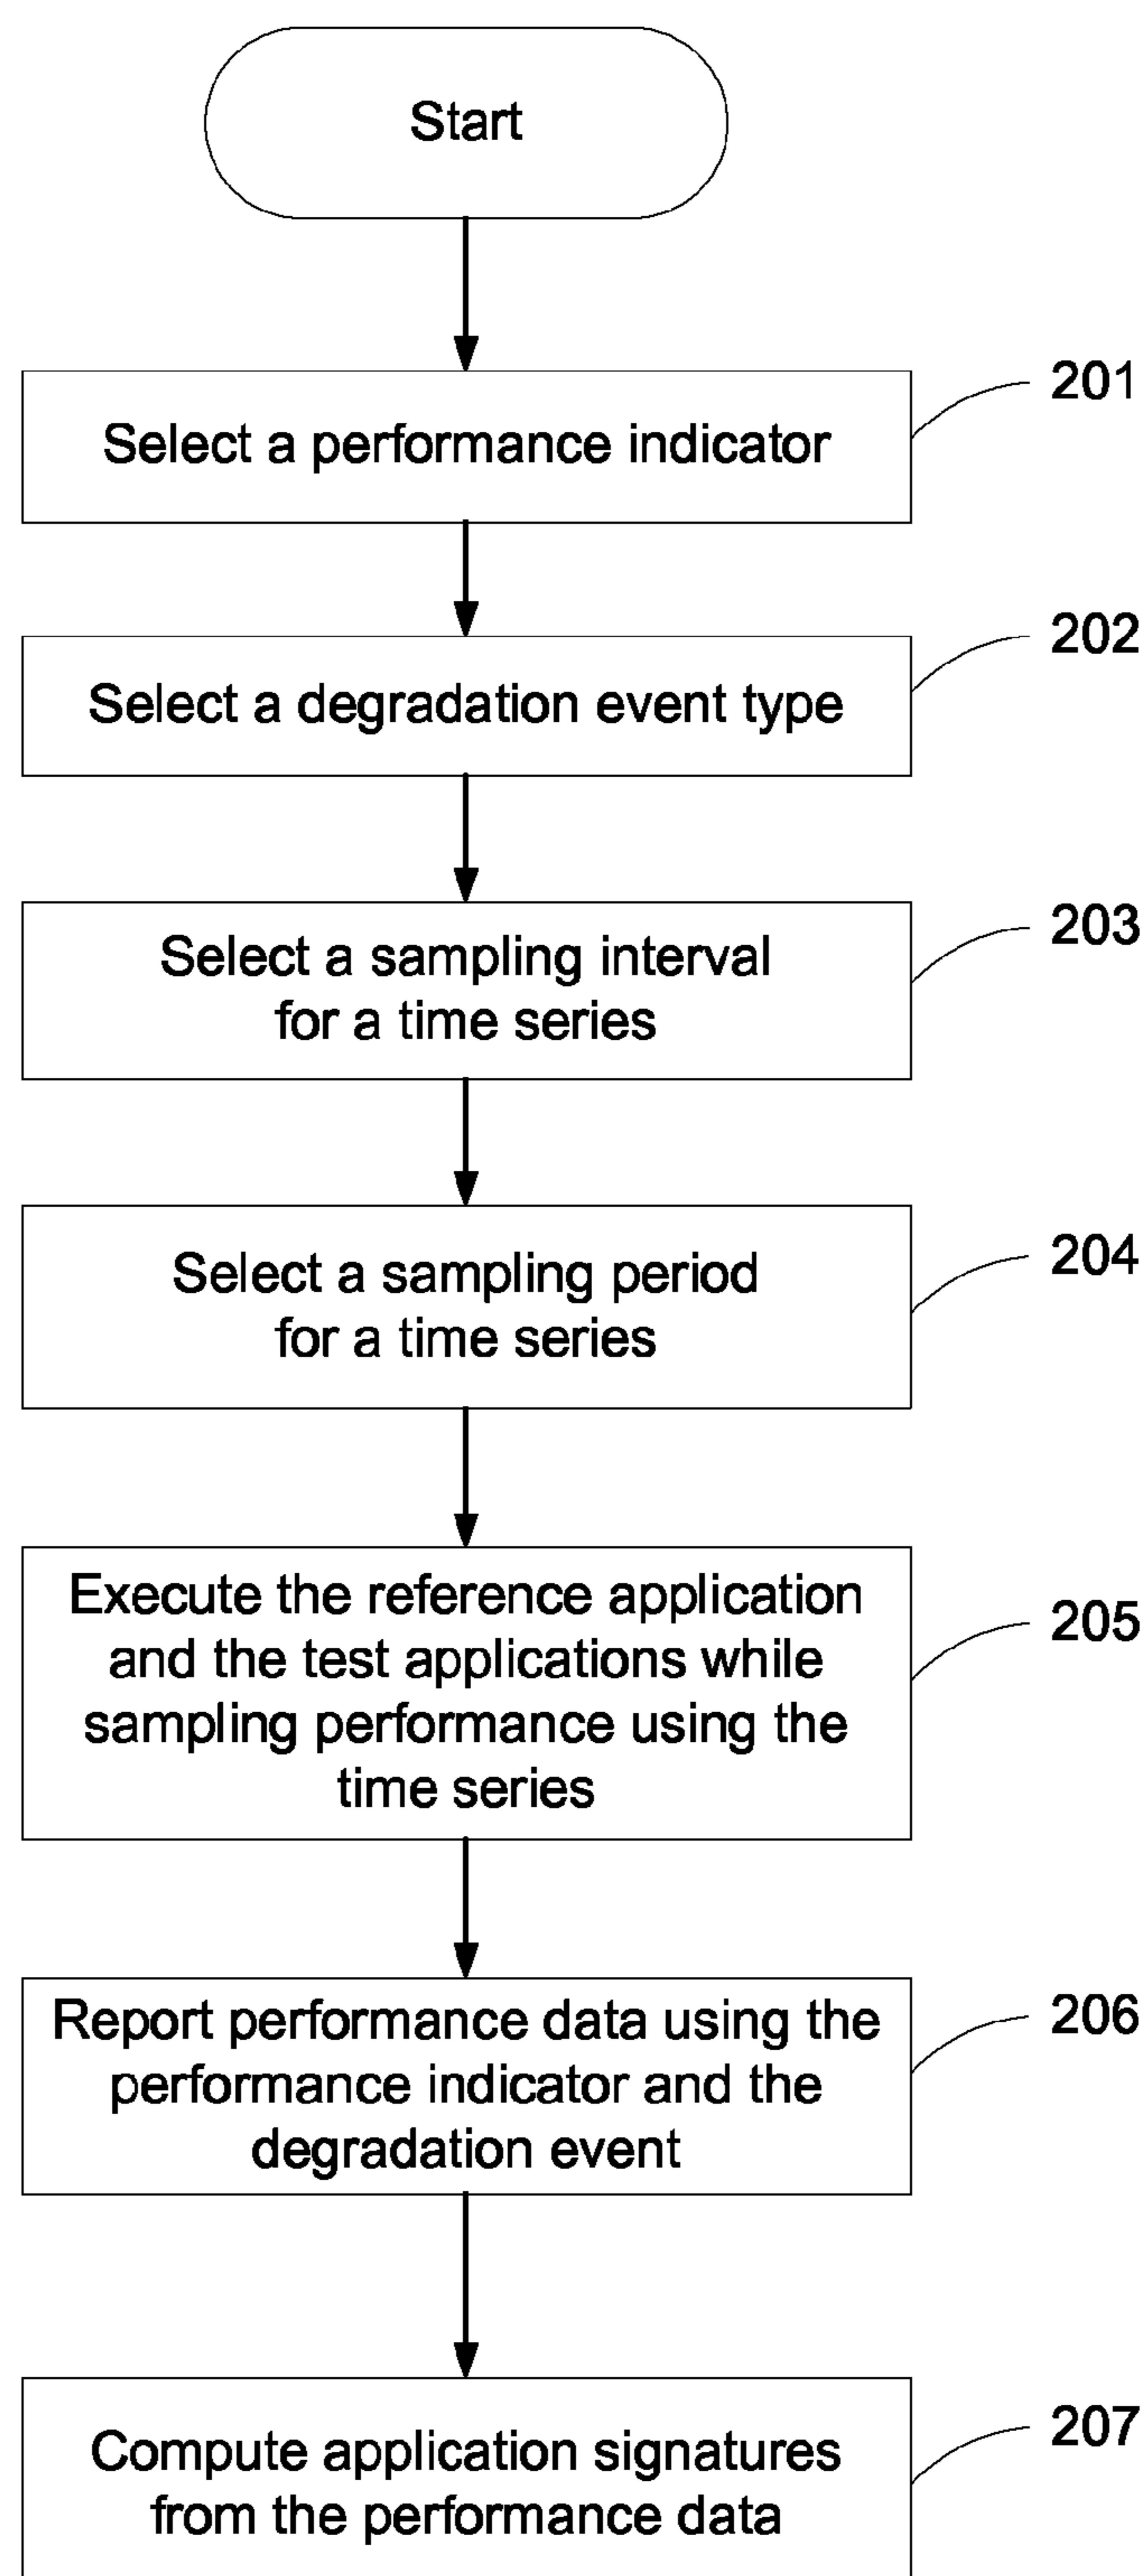 Start
201
Select a performance indicator
202
Select a degradation event type
203
Select a sampling interval
for a time series
204
Select a sampling period
for a time series
205
Execute the reference application
and the test applications while
sampling performance using the
time series
206
Report performance data using the
performance indicator and the
degradation event
207
Compute application signatures
from the performance data